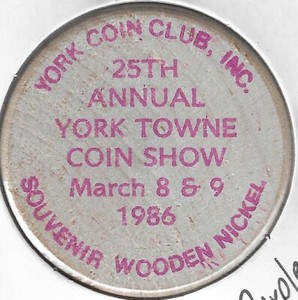 YORK COIN CLUB, INC.
25TH
ANNUAL
YORK TOWNE
COIN SHOW
March 8 & 9
1986
SOUVENIR WOODEN NICKEL